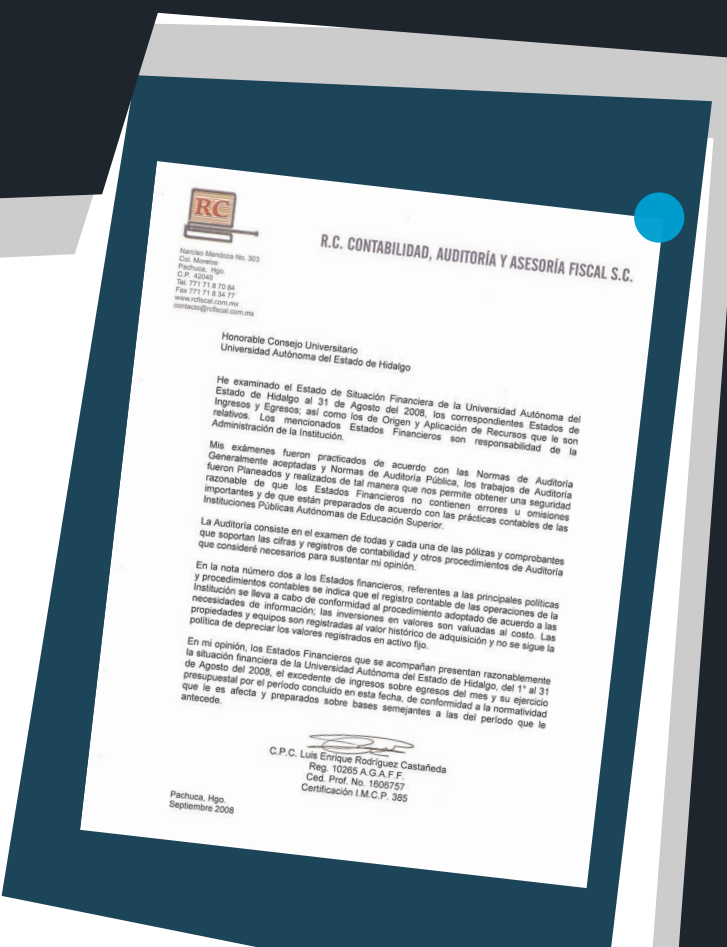 RC
R.C. CONTABILIDAD, AUDITORÍA Y ASESORÍA FISCAL S.C.
Narciso Mendoza No. 303
Col. Morelos
Pachuca, Hgo.
C.P. 42040
Tel. 771 71 8 70 84
Fax 771 71 8 34 77
www.rcfiscal.com.mx
contacto@rcfiscal.com.mx
Honorable Consejo Universitario
Universidad Autónoma del Estado de Hidalgo
He examinado el Estado de Situación Financiera de la Universidad Autónoma del
Estado de Hidalgo al 31 de Agosto del 2008, los correspondientes Estados de
Ingresos y Egresos; así como los de Origen y Aplicación de Recursos que le son
relativos. Los mencionados Estados Financieros son responsabilidad de la
Administración de la Institución.
Mis exámenes fueron practicados de acuerdo con las Normas de Auditoría
Generalmente aceptadas y Normas de Auditoría Pública, los trabajos de Auditoría
fueron Planeados y realizados de tal manera que nos permite obtener una seguridad
razonable de que los Estados Financieros no contienen errores u omisiones
importantes y de que están preparados de acuerdo con las prácticas contables de las
Instituciones Públicas Autónomas de Educación Superior.
La Auditoría consiste en el examen de todas y cada una de las pólizas y comprobantes
que soportan las cifras y registros de contabilidad y otros procedimientos de Auditoría
que consideré necesarios para sustentar mi opinión.
En la nota número dos a los Estados financieros, referentes a las principales políticas
y procedimientos contables se indica que el registro contable de las operaciones de la
Institución se lleva a cabo de conformidad al procedimiento adoptado de acuerdo a las
necesidades de información; las inversiones en valores son valuadas al costo. Las
propiedades y equipos son registradas al valor histórico de adquisición y no se sigue la
política de depreciar los valores registrados en activo fijo.
En mi opinión, los Estados Financieros que se acompañan presentan razonablemente
la situación financiera de la Universidad Autónoma del Estado de Hidalgo, del 1° al 31
de Agosto del 2008, el excedente de ingresos sobre egresos del mes y su ejercicio
presupuestal por el período concluido en esta fecha, de conformidad a la normatividad
que le es afecta y preparados sobre bases semejantes a las del período que le
antecede.
C.P.C. Luis Enrique Rodríguez Castañeda
Reg. 10265 A.G.A.F.F.
Ced. Prof. No. 1606757
Certificación I.M.C.P. 385
Pachuca, Hgo.
Septiembre 2008